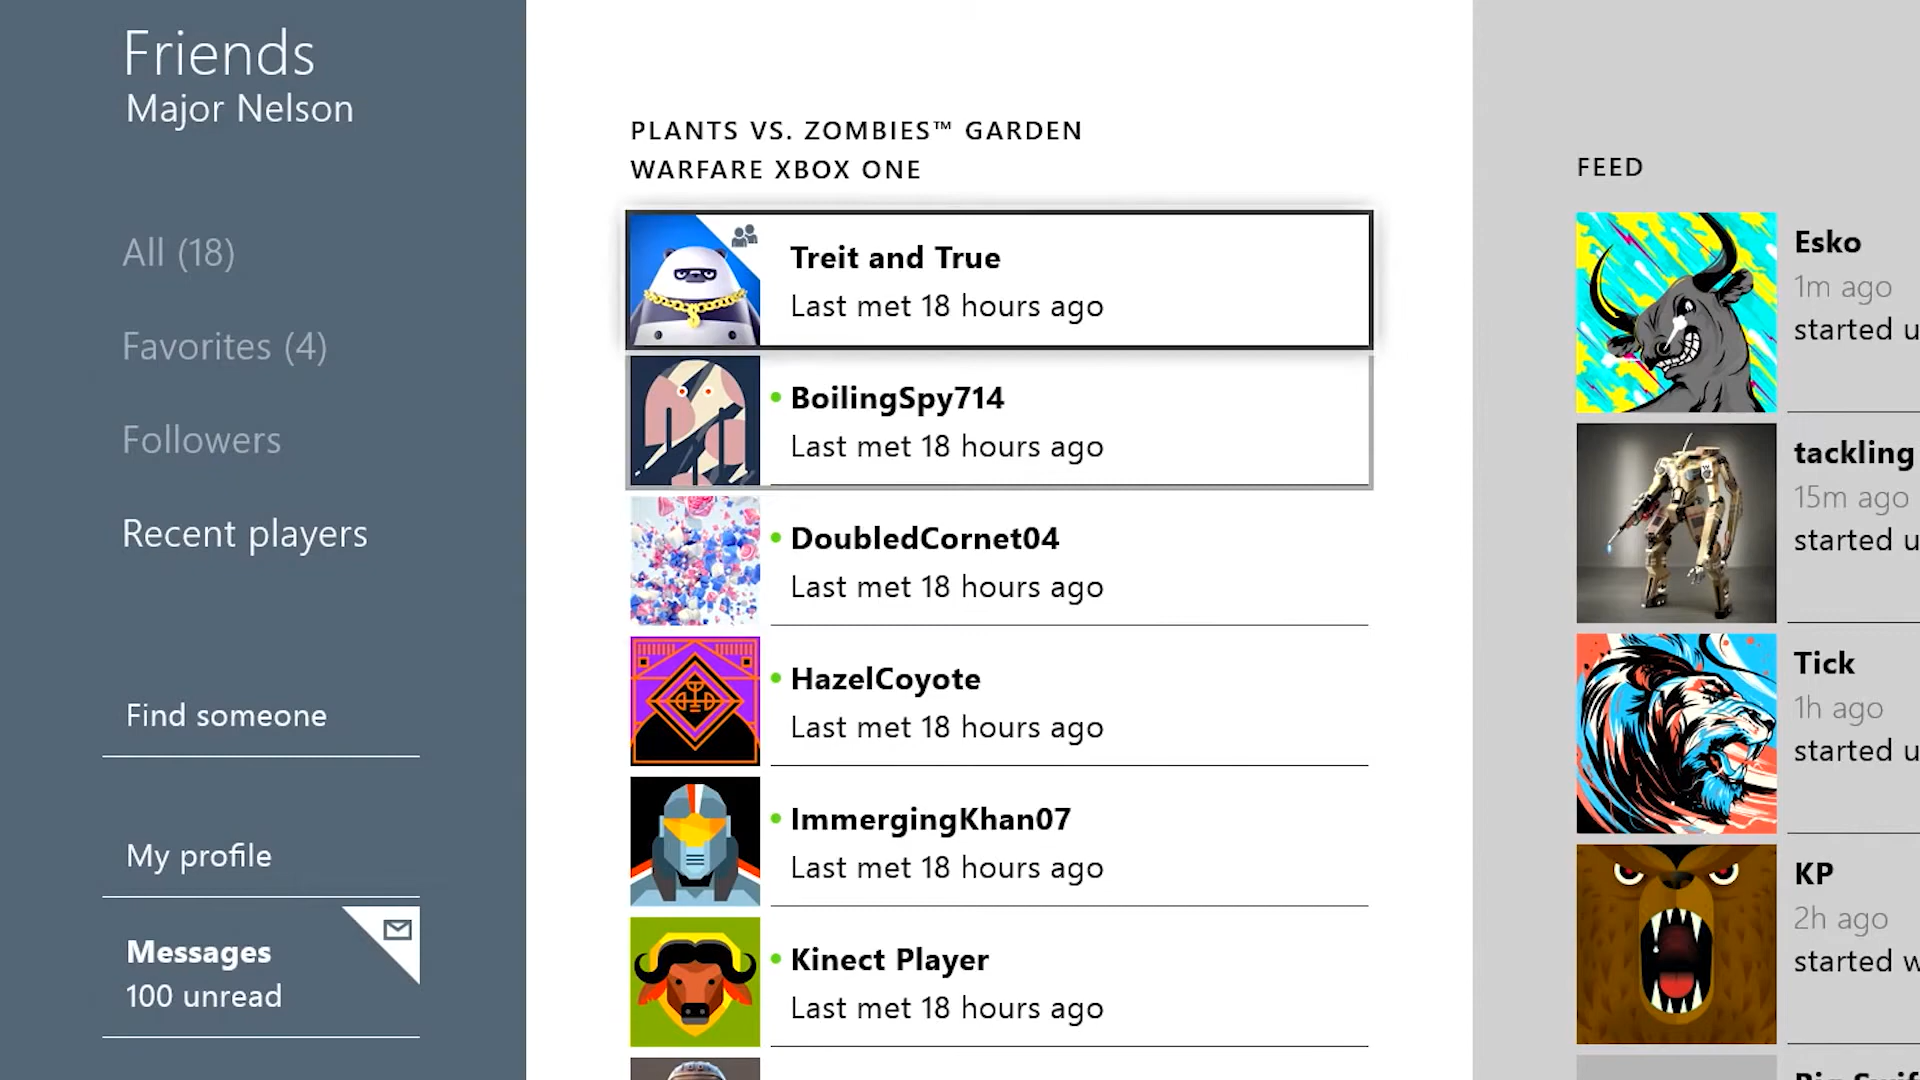 Friends
Major Nelson
All (18)
Favorites (4)
Followers
Recent players
Find someone
My profile
Messages
100 unread
PLANTS VS. ZOMBIES™ GARDEN
WARFARE XBOX ONE
Treit and True
Last met 18 hours ago
BoilingSpy714
Last met 18 hours ago
DoubledCornet04
Last met 18 hours ago
HazelCoyote
Last met 18 hours ago
ImmergingKhan07
Last met 18 hours ago
Kinect Player
Last met 18 hours ago
FEED
Esko
1m ago
started u
tackling
15m ago
started u
Tick
1h ago
started u
KP
2h ago
started w